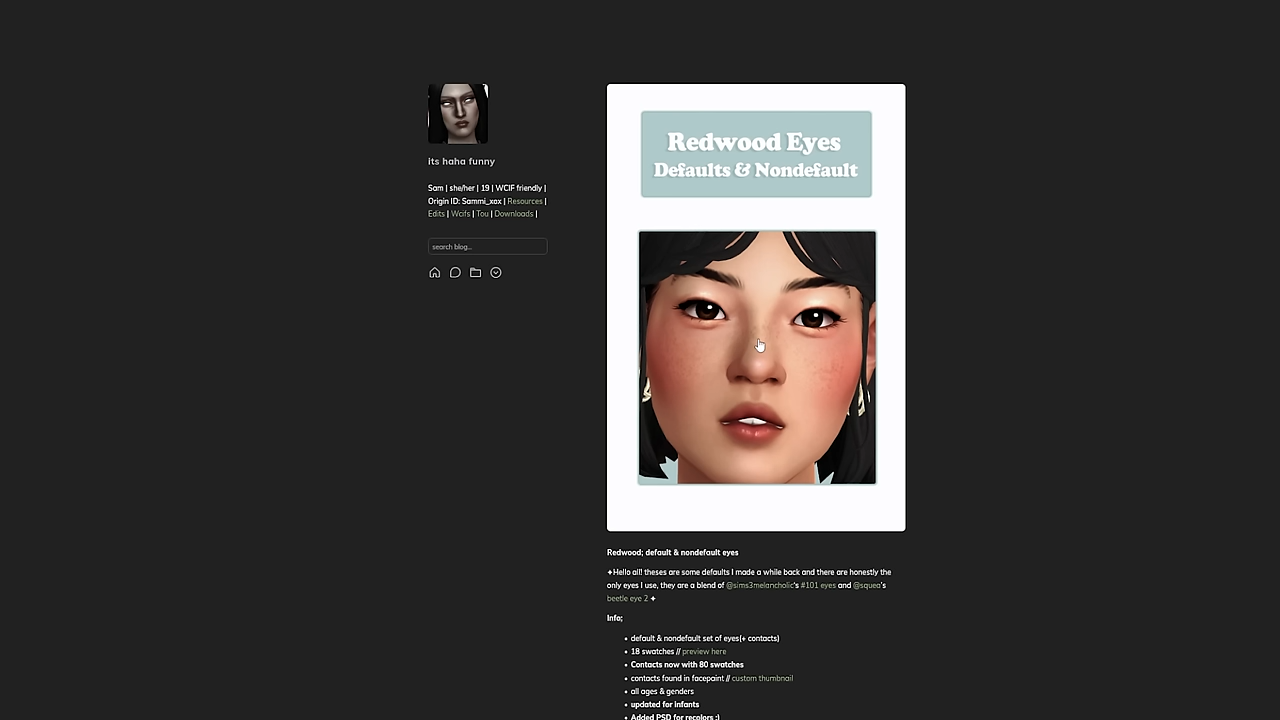 its haha funny
Sam | she/her | 19 | WCIF friendly |
Origin ID: Sammi_xox | Resources |
Edits | Wcifs | Tou | Downloads |
search blog...
Redwood Eyes
Defaults & Nondefault
Redwood; default & nondefault eyes
✦Hello all! theses are some defaults I made a while back and there are honestly the
only eyes I use, they are a blend of @sims3melancholic's #101 eyes and @squea's
beetle eye 2 ✦
Info;
• default & nondefault set of eyes(+ contacts)
• 18 swatches // preview here
• Contacts now with 80 swatches
• contacts found in facepaint // custom thumbnail
• all ages & genders
• updated for infants
• Added PSD for recolors :)